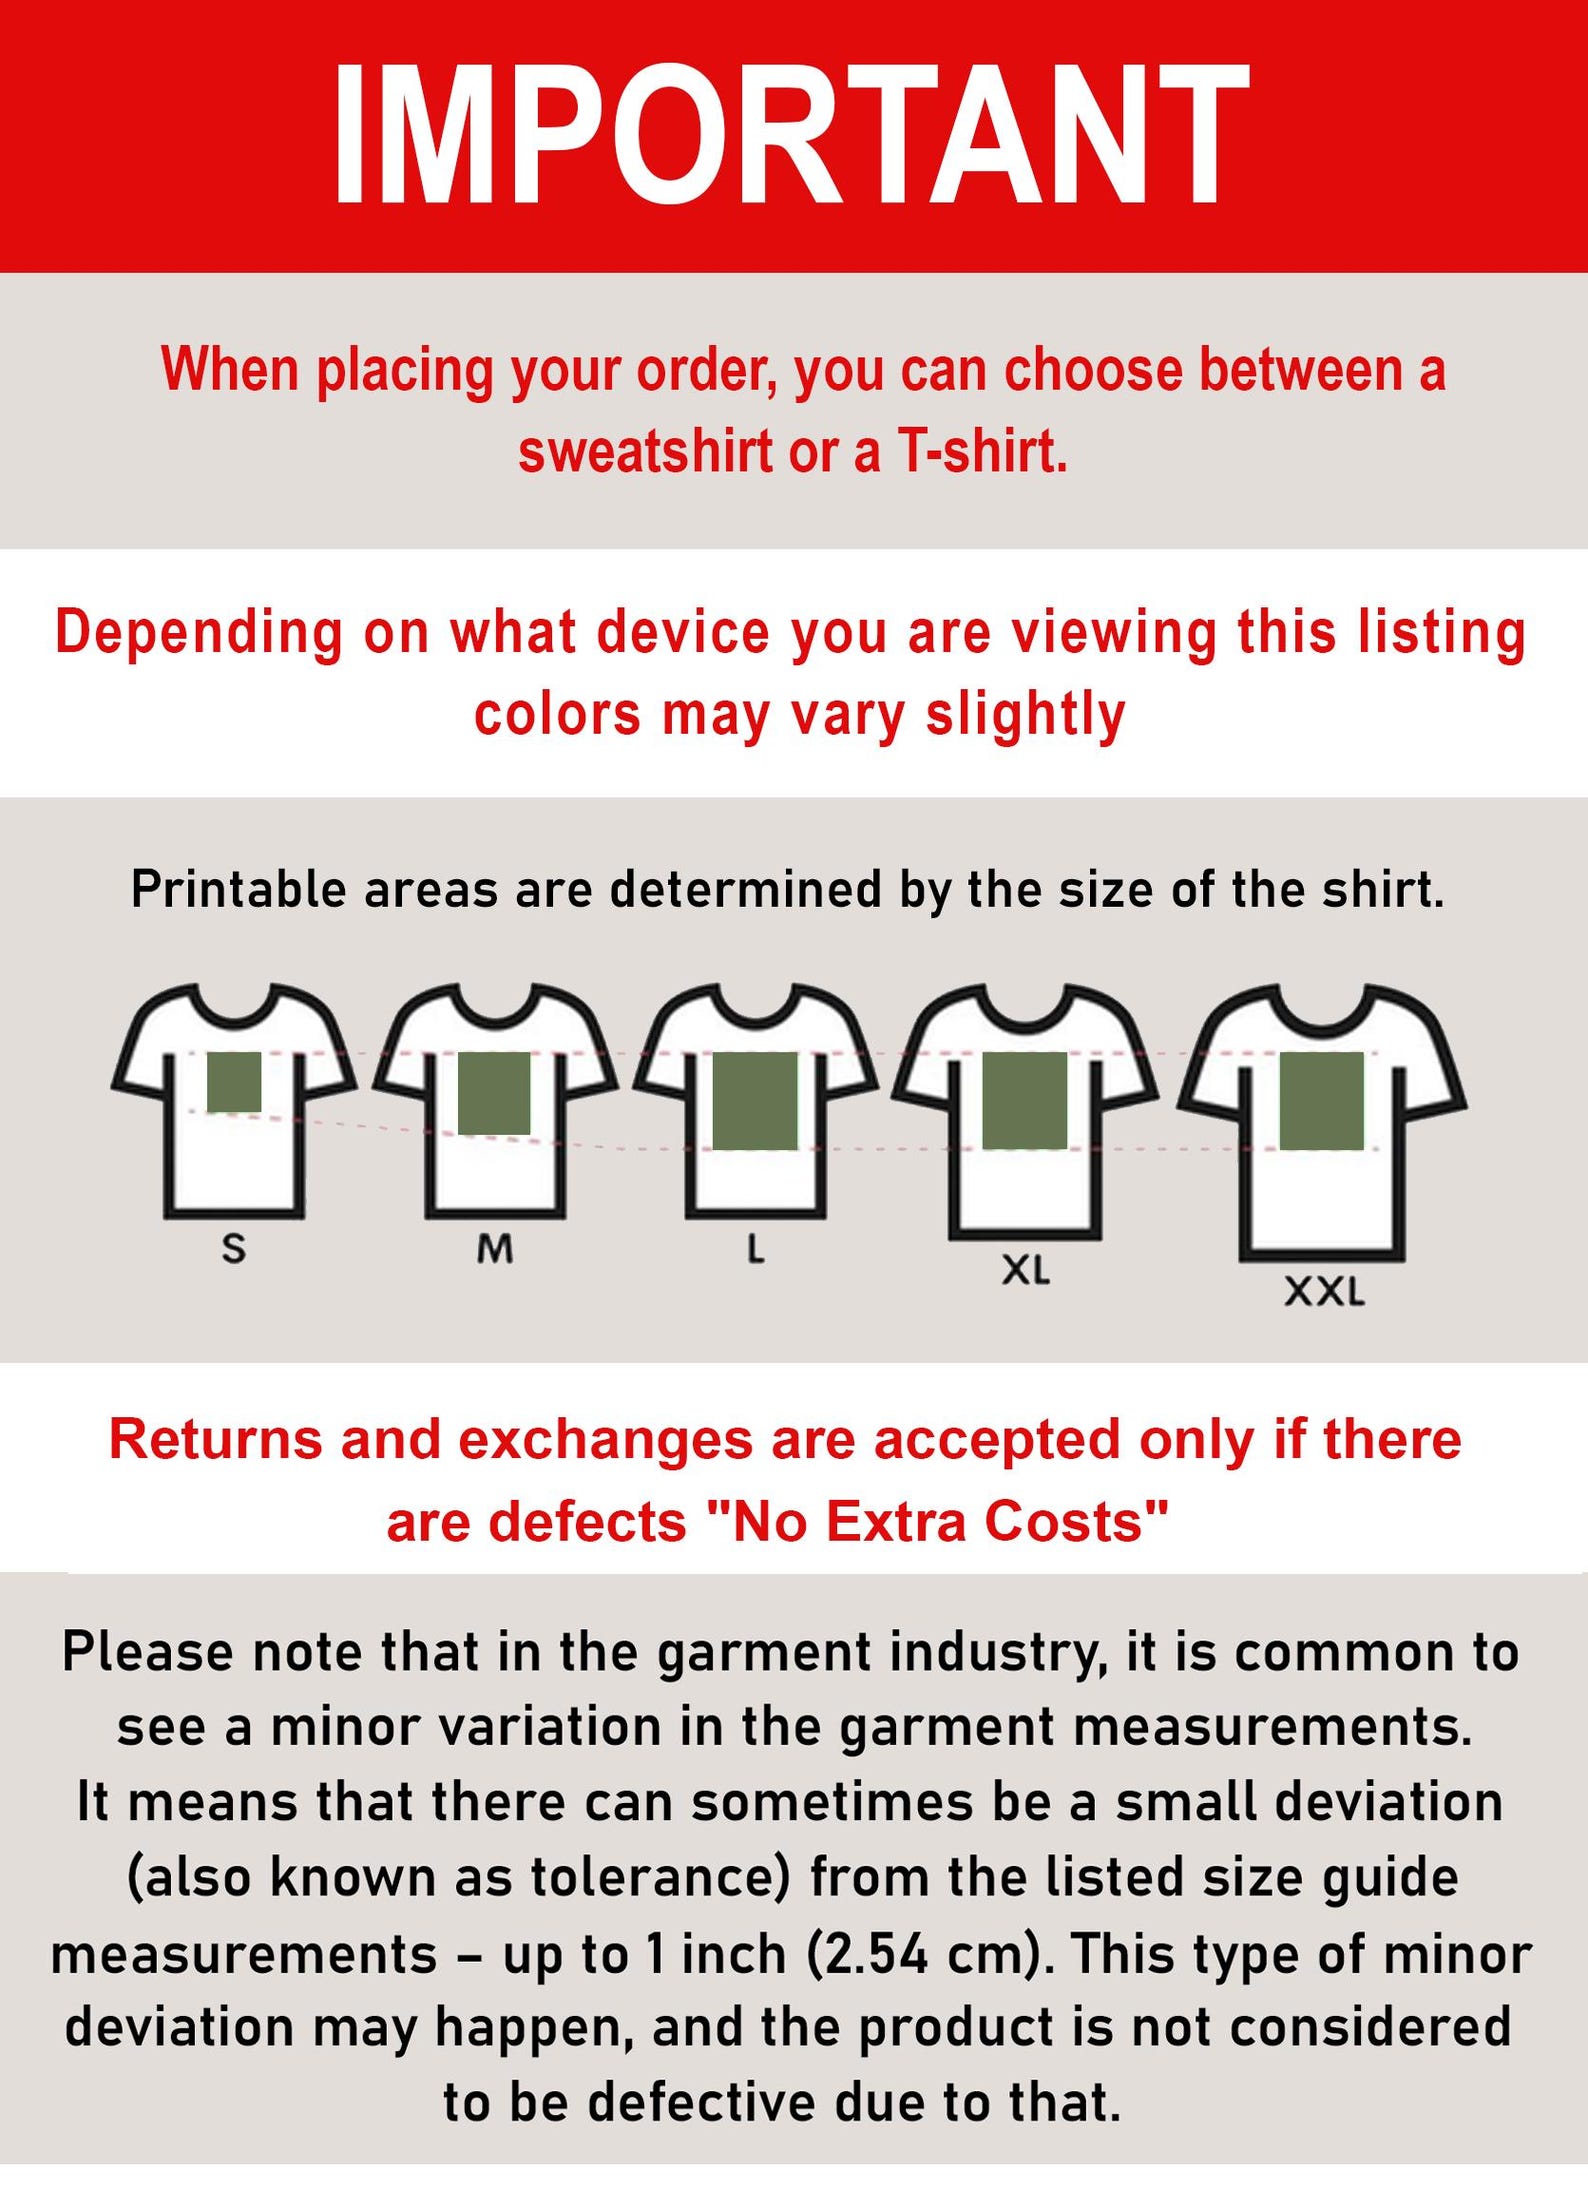 IMPORTANT
When placing your order, you can choose between a
sweatshirt or a T-shirt.
Depending on what device you are viewing this listing
colors may vary slightly
Printable areas are determined by the size of the shirt.
S
M
L
XL
XXL
Returns and exchanges are accepted only if there
are defects "No Extra Costs"
Please note that in the garment industry, it is common to
see a minor variation in the garment measurements.
It means that there can sometimes be a small deviation
(also known as tolerance) from the listed size guide
measurements – up to 1 inch (2.54 cm). This type of minor
deviation may happen, and the product is not considered
to be defective due to that.